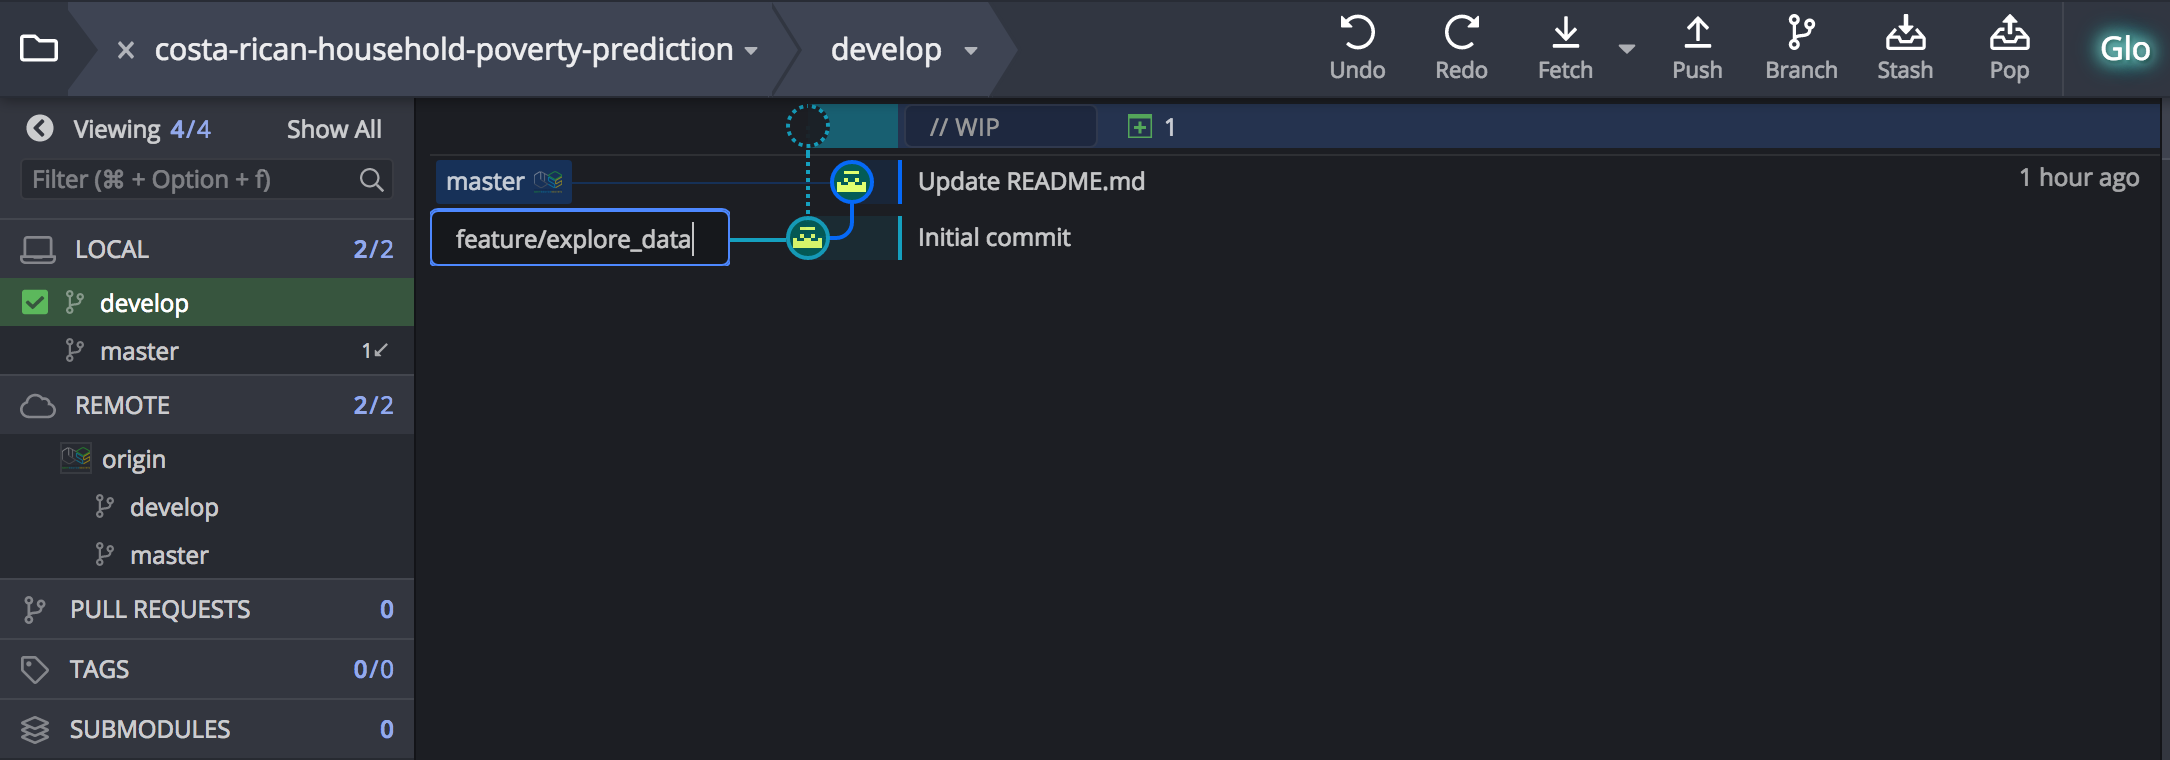 costa-rican-household-poverty-prediction
develop
Undo
Redo
Fetch
Push
Branch
Stash
Pop
Glo
Viewing 4/4
Show All
Filter (⌘ + Option + f)
LOCAL 2/2
develop
master 1↙
REMOTE 2/2
origin
develop
master
PULL REQUESTS 0
TAGS 0/0
SUBMODULES 0
// WIP 1
master Update README.md 1 hour ago
feature/explore_data Initial commit